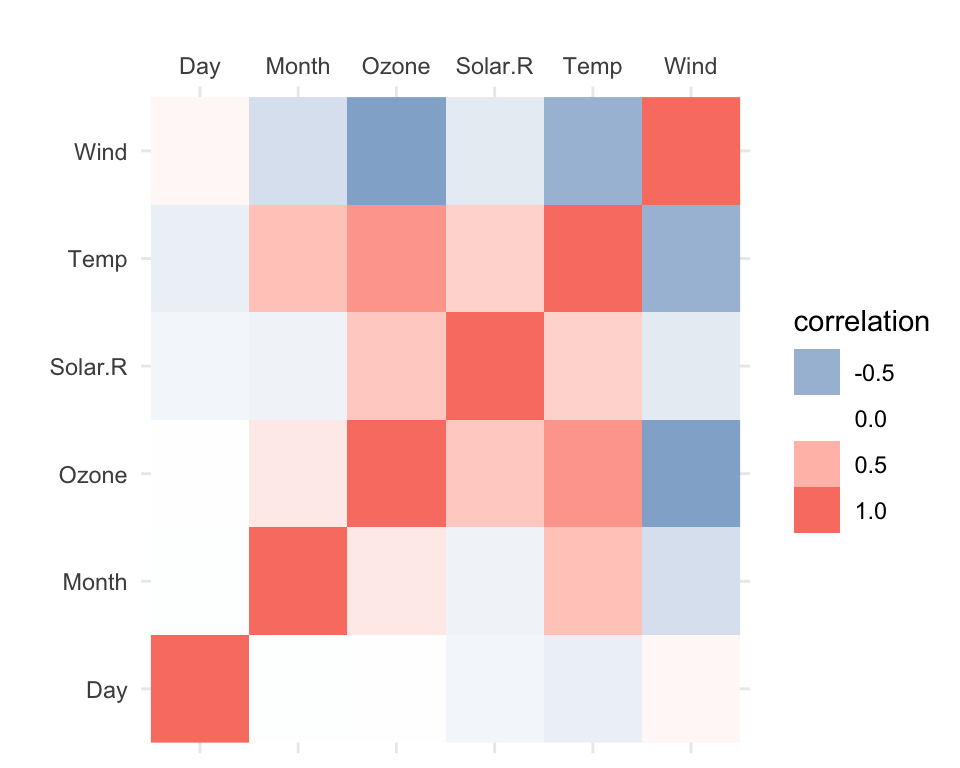 Day Month Ozone Solar.R Temp Wind
Wind
Temp
Solar.R
Ozone
Month
Day
correlation
-0.5
0.0
0.5
1.0